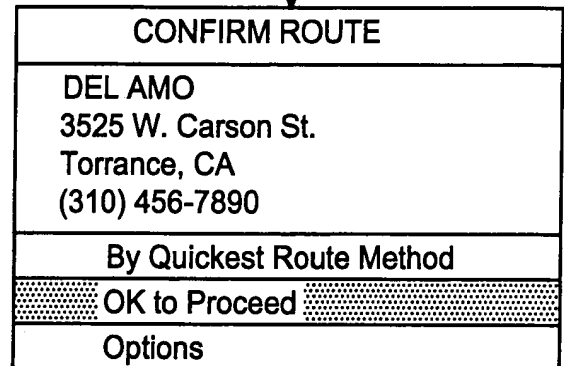 CONFIRM ROUTE
DEL AMO
3525 W. Carson St.
Torrance, CA
(310) 456-7890
By Quickest Route Method
OK to Proceed
Options